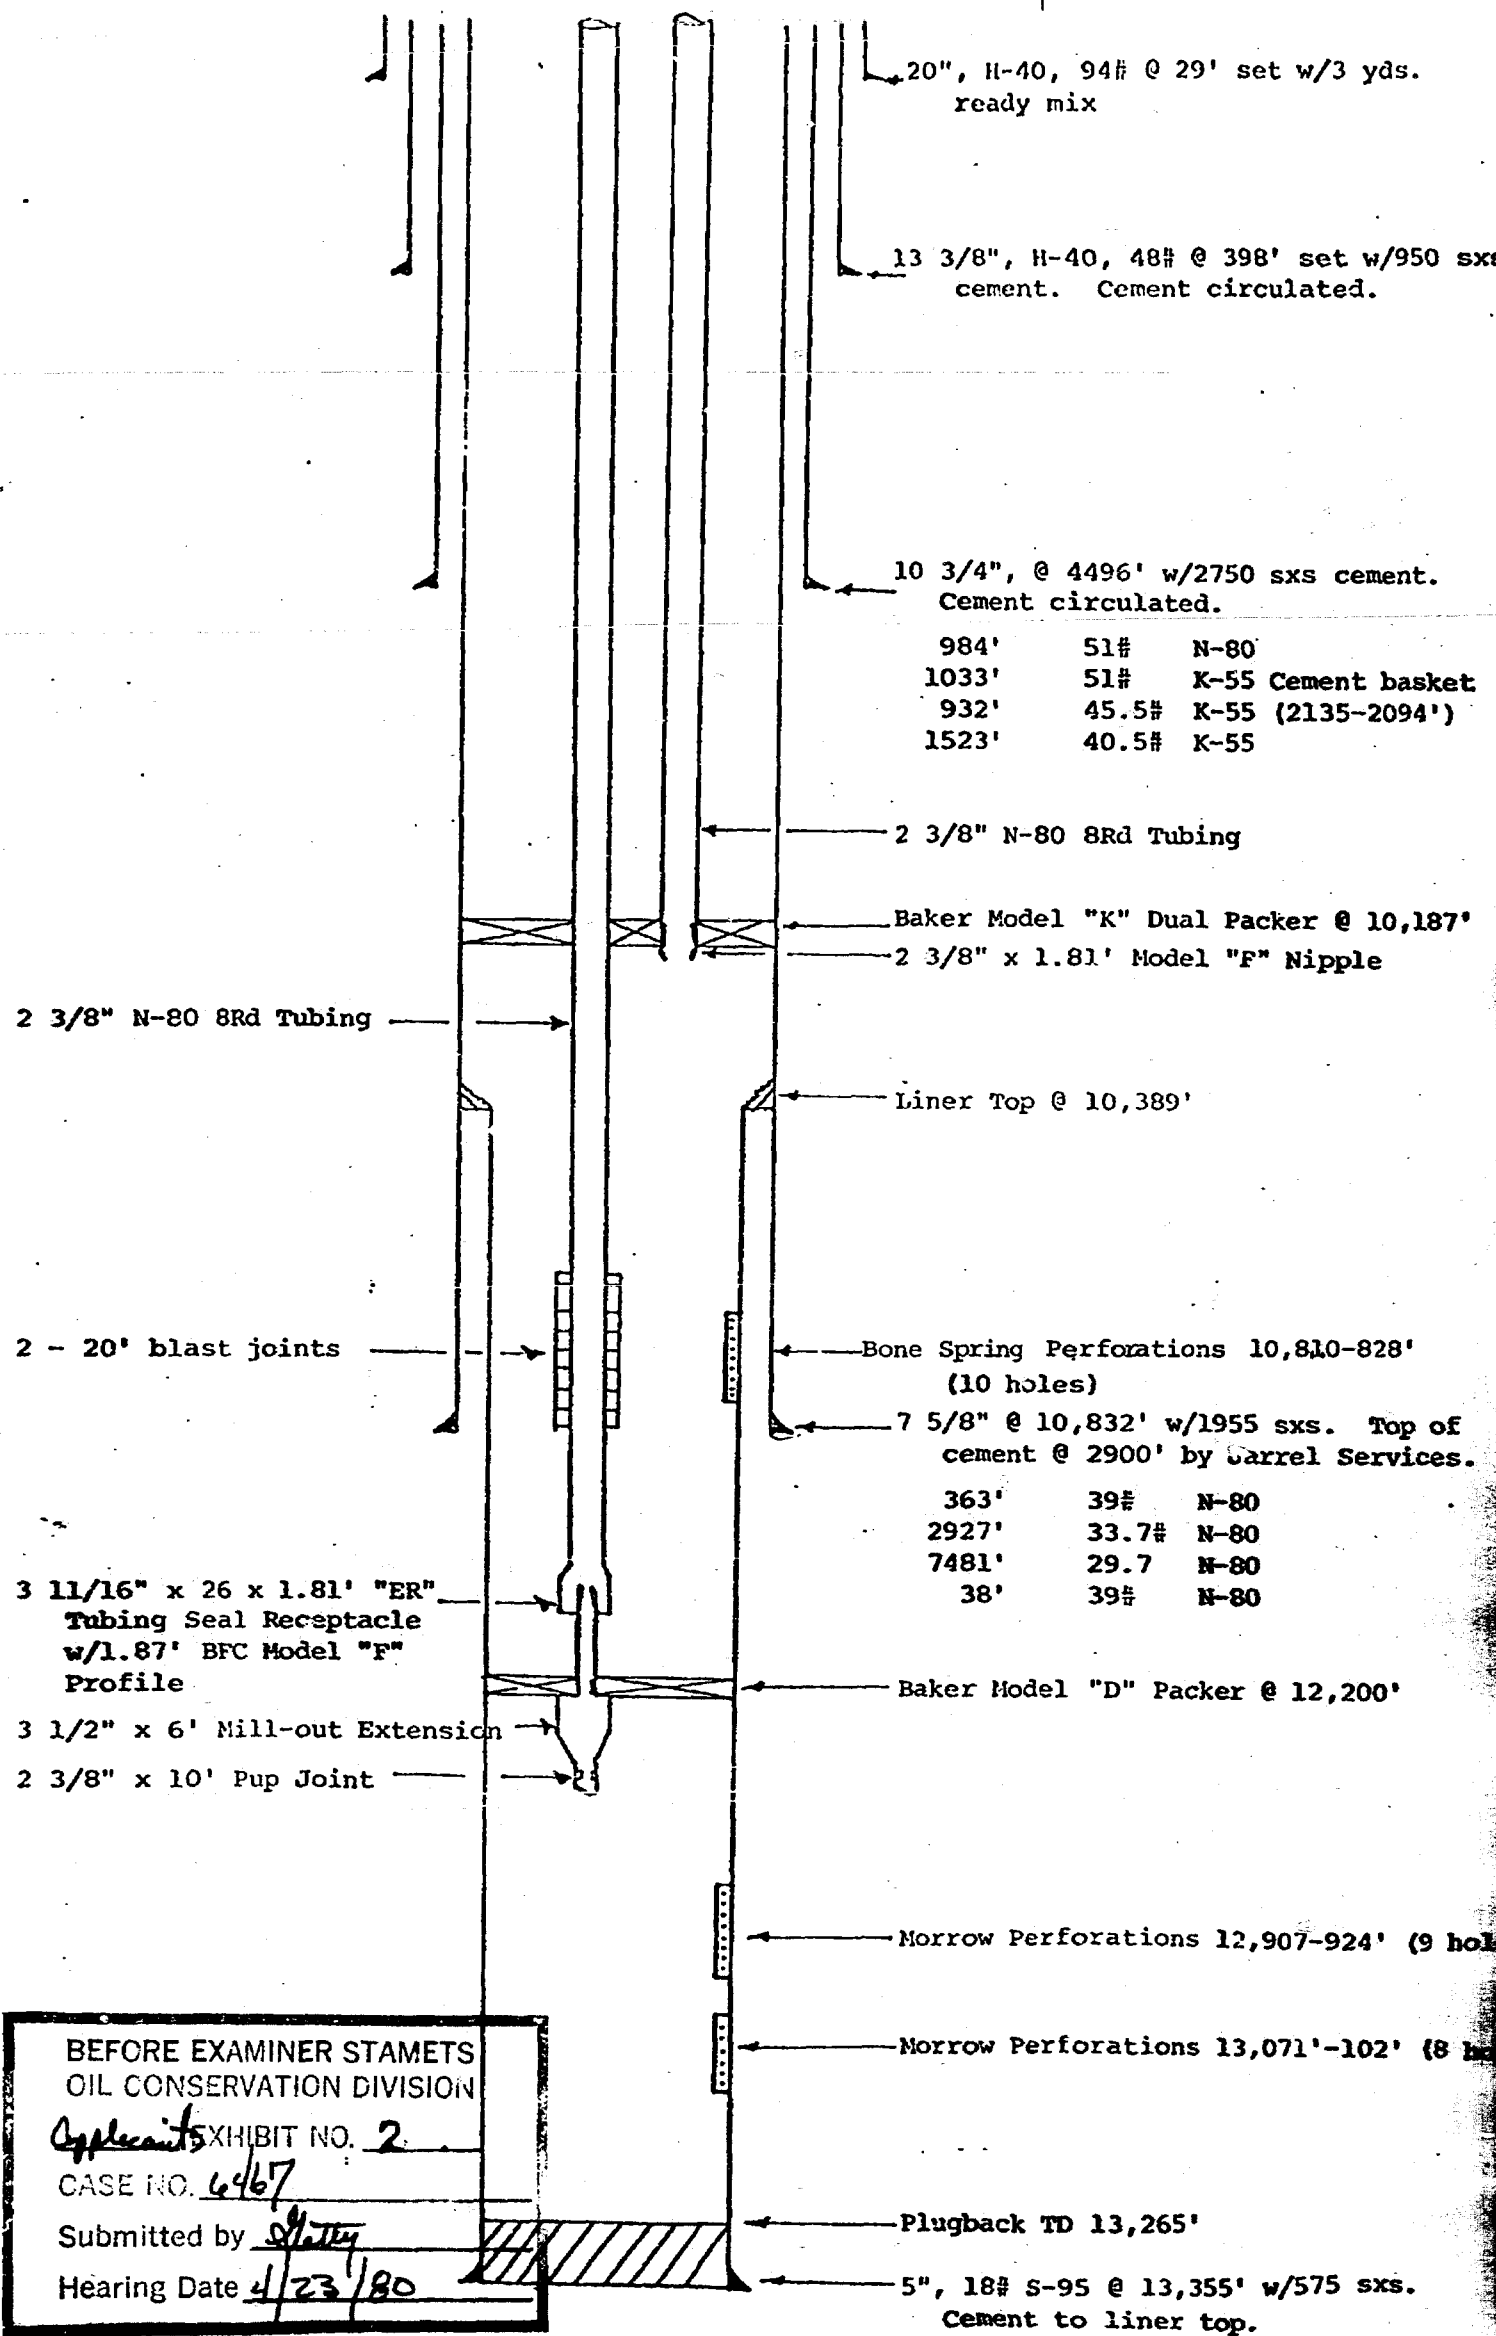 20", H-40, 94# @ 29' set w/3 yds.
ready mix
13 3/8", H-40, 48# @ 398' set w/950 sxs
cement. Cement circulated.
10 3/4", @ 4496' w/2750 sxs cement.
Cement circulated.
984' 51# N-80
1033' 51# K-55 Cement basket
932' 45.5# K-55 (2135-2094')
1523' 40.5# K-55
2 3/8" N-80 8Rd Tubing
Baker Model "K" Dual Packer @ 10,187'
2 3/8" x 1.81' Model "F" Nipple
2 3/8" N-80 8Rd Tubing
Liner Top @ 10,389'
2 - 20' blast joints
Bone Spring Perforations 10,810-828'
(10 holes)
7 5/8" @ 10,832' w/1955 sxs. Top of
cement @ 2900' by Services.
363' 39# N-80
2927' 33.7# N-80
7481' 29.7 N-80
38' 39# N-80
3 11/16" x 26 x 1.81' "ER"
Tubing Seal Receptacle
w/1.87' BFC Model "F"
Profile
Baker Model "D" Packer @ 12,200'
3 1/2" x 6' Mill-out Extension
2 3/8" x 10' Pup Joint
Morrow Perforations 12,907-924' (9
Morrow Perforations 13,071'-102' (8
BEFORE EXAMINER STAMETS
OIL CONSERVATION DIVISION
Applicant's EXHIBIT NO. 2
CASE NO. 6467
Submitted by Getty
Hearing Date 4/23/80
Plugback TD 13,265'
5", 18# S-95 @ 13,355' w/575 sxs.
Cement to liner top.